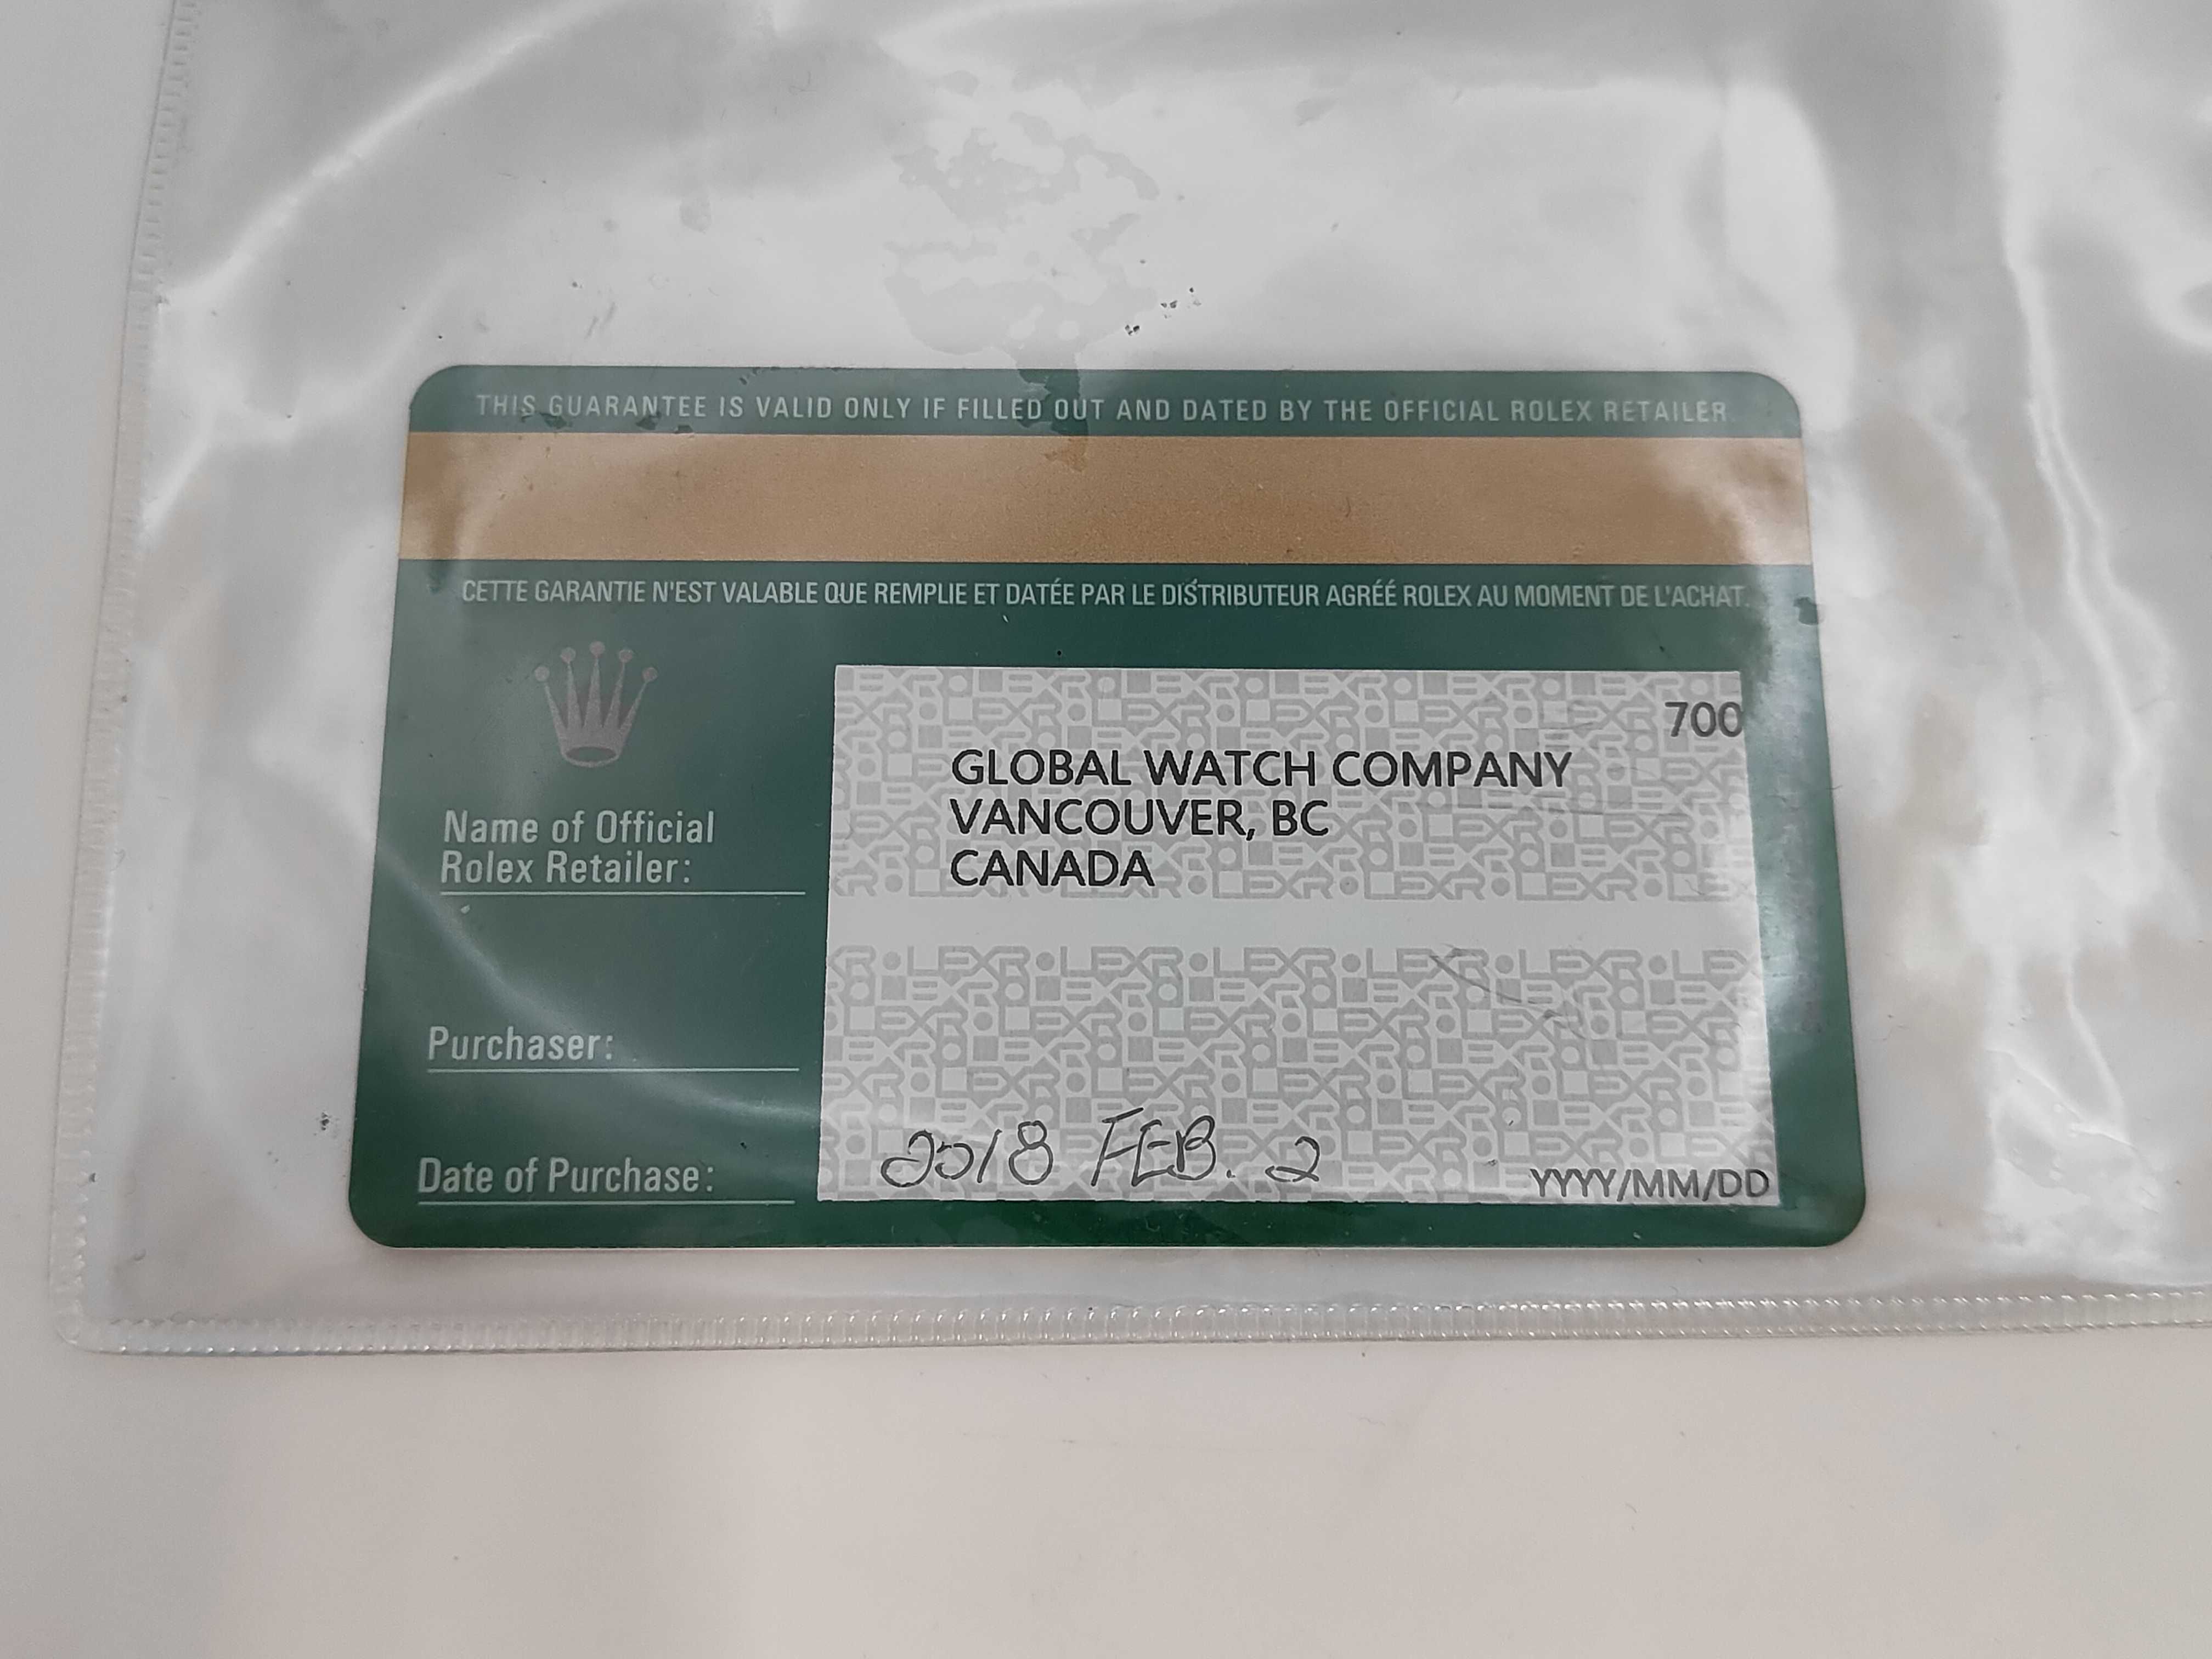 THIS GUARANTEE IS VALID ONLY IF FILLED OUT AND DATED BY THE OFFICIAL ROLEX RETAILER.
CETTE GARANTIE N'EST VALABLE QUE REMPLIE ET DATÉE PAR LE DISTRIBUTEUR AGRÉÉ ROLEX AU MOMENT DE L'ACHAT.
700
Name of Official
Rolex Retailer:
GLOBAL WATCH COMPANY
VANCOUVER, BC
CANADA
Purchaser:
Date of Purchase:
2018 FEB. 2
YYYY/MM/DD